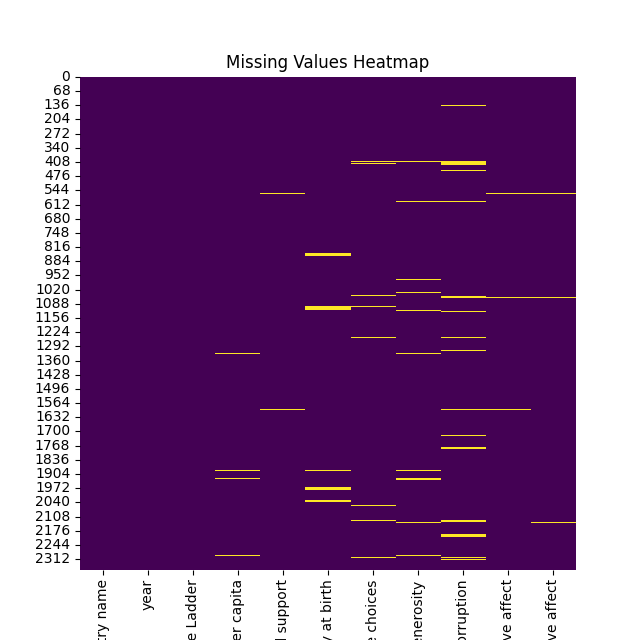 Missing Values Heatmap
0
68
136
204
272
340
408
476
544
612
680
748
816
884
952
1020
1088
1156
1224
1292
1360
1428
1496
1564
1632
1700
1768
1836
1904
1972
2040
2108
2176
2244
2312
try name
year
e Ladder
er capita
l support
y at birth
e choices
enerosity
orruption
ve affect
ve affect